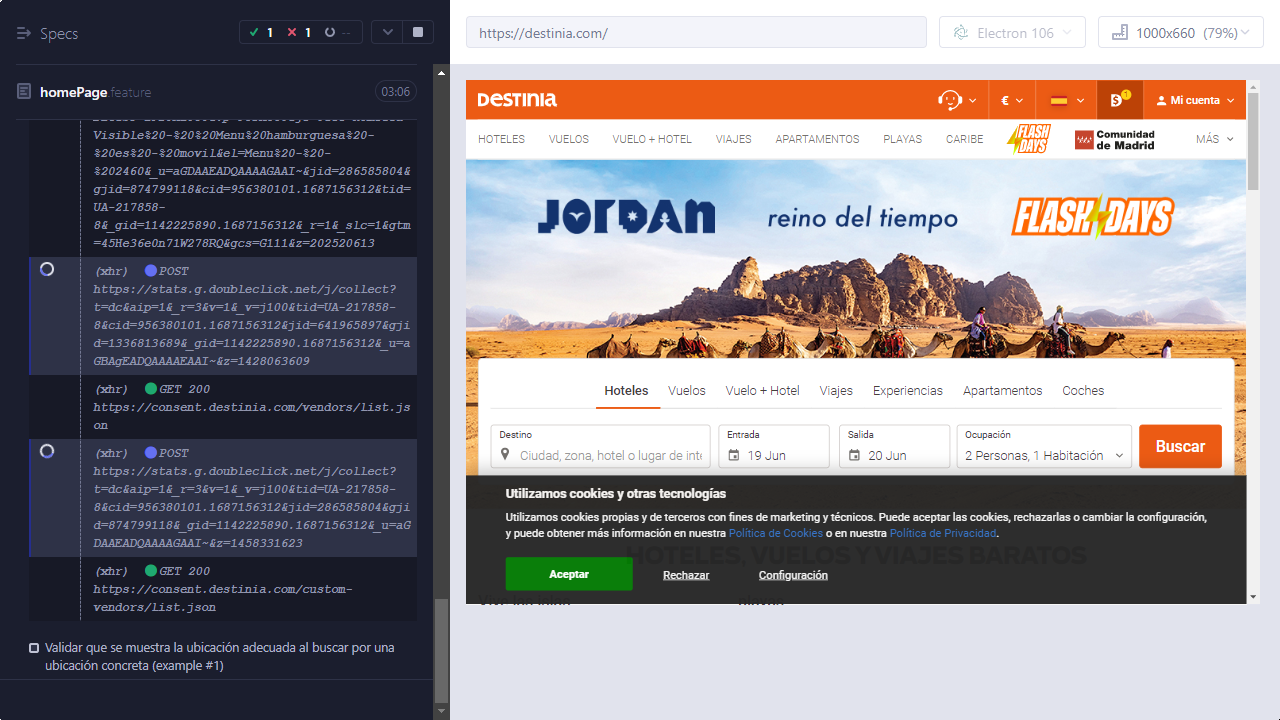 Specs
1
1
--
homePage.feature
03:06
Visible%20-%20%20Menu%20hamburguesa%20-
%20es%20-%20movil&el=Menu%20-%20-
%202460&_u=aGDAAEADQAAAAGAAI~&jid=286585804&
gjid=874799118&cid=956380101.1687156312&tid=
UA-217858-
8&_gid=1142225890.1687156312&_r=1&_slc=1&gtm
=45He36e0n71W278RQ&gcs=G111&z=202520613
(xhr) POST
https://stats.g.doubleclick.net/j/collect?
t=dc&aip=1&_r=3&v=1&_v=j100&tid=UA-217858-
8&cid=956380101.1687156312&jid=641965897&gji
d=1336813689&_gid=1142225890.1687156312&_u=a
GBAgEADQAAAAEAAI~&z=1428063609
(xhr) GET 200
https://consent.destinia.com/vendors/list.js
on
(xhr) POST
https://stats.g.doubleclick.net/j/collect?
t=dc&aip=1&_r=3&v=1&_v=j100&tid=UA-217858-
8&cid=956380101.1687156312&jid=286585804&gji
d=874799118&_gid=1142225890.1687156312&_u=aG
DAAEADQAAAAGAAI~&z=1458331623
(xhr) GET 200
https://consent.destinia.com/custom-
vendors/list.json
Validar que se muestra la ubicación adecuada al buscar por una
ubicación concreta (example #1)
https://destinia.com/
Electron 106
1000x660 (79%)
DESTINIA
€
$
1
Mi cuenta
HOTELES VUELOS VUELO + HOTEL VIAJES APARTAMENTOS PLAYAS CARIBE FLASH DAYS Comunidad de Madrid MÁS
JORDAN reino del tiempo FLASH DAYS
Hoteles Vuelos Vuelo + Hotel Viajes Experiencias Apartamentos Coches
Destino Entrada Salida Ocupación
Ciudad, zona, hotel o lugar de inte 19 Jun 20 Jun 2 Personas, 1 Habitación Buscar
Utilizamos cookies y otras tecnologías
Utilizamos cookies propias y de terceros con fines de marketing y técnicos. Puede aceptar las cookies, rechazarlas o cambiar la configuración,
y puede obtener más información en nuestra Política de Cookies o en nuestra Política de Privacidad.
HOTELES, VUELOS Y VIAJES BARATOS
Aceptar Rechazar Configuración